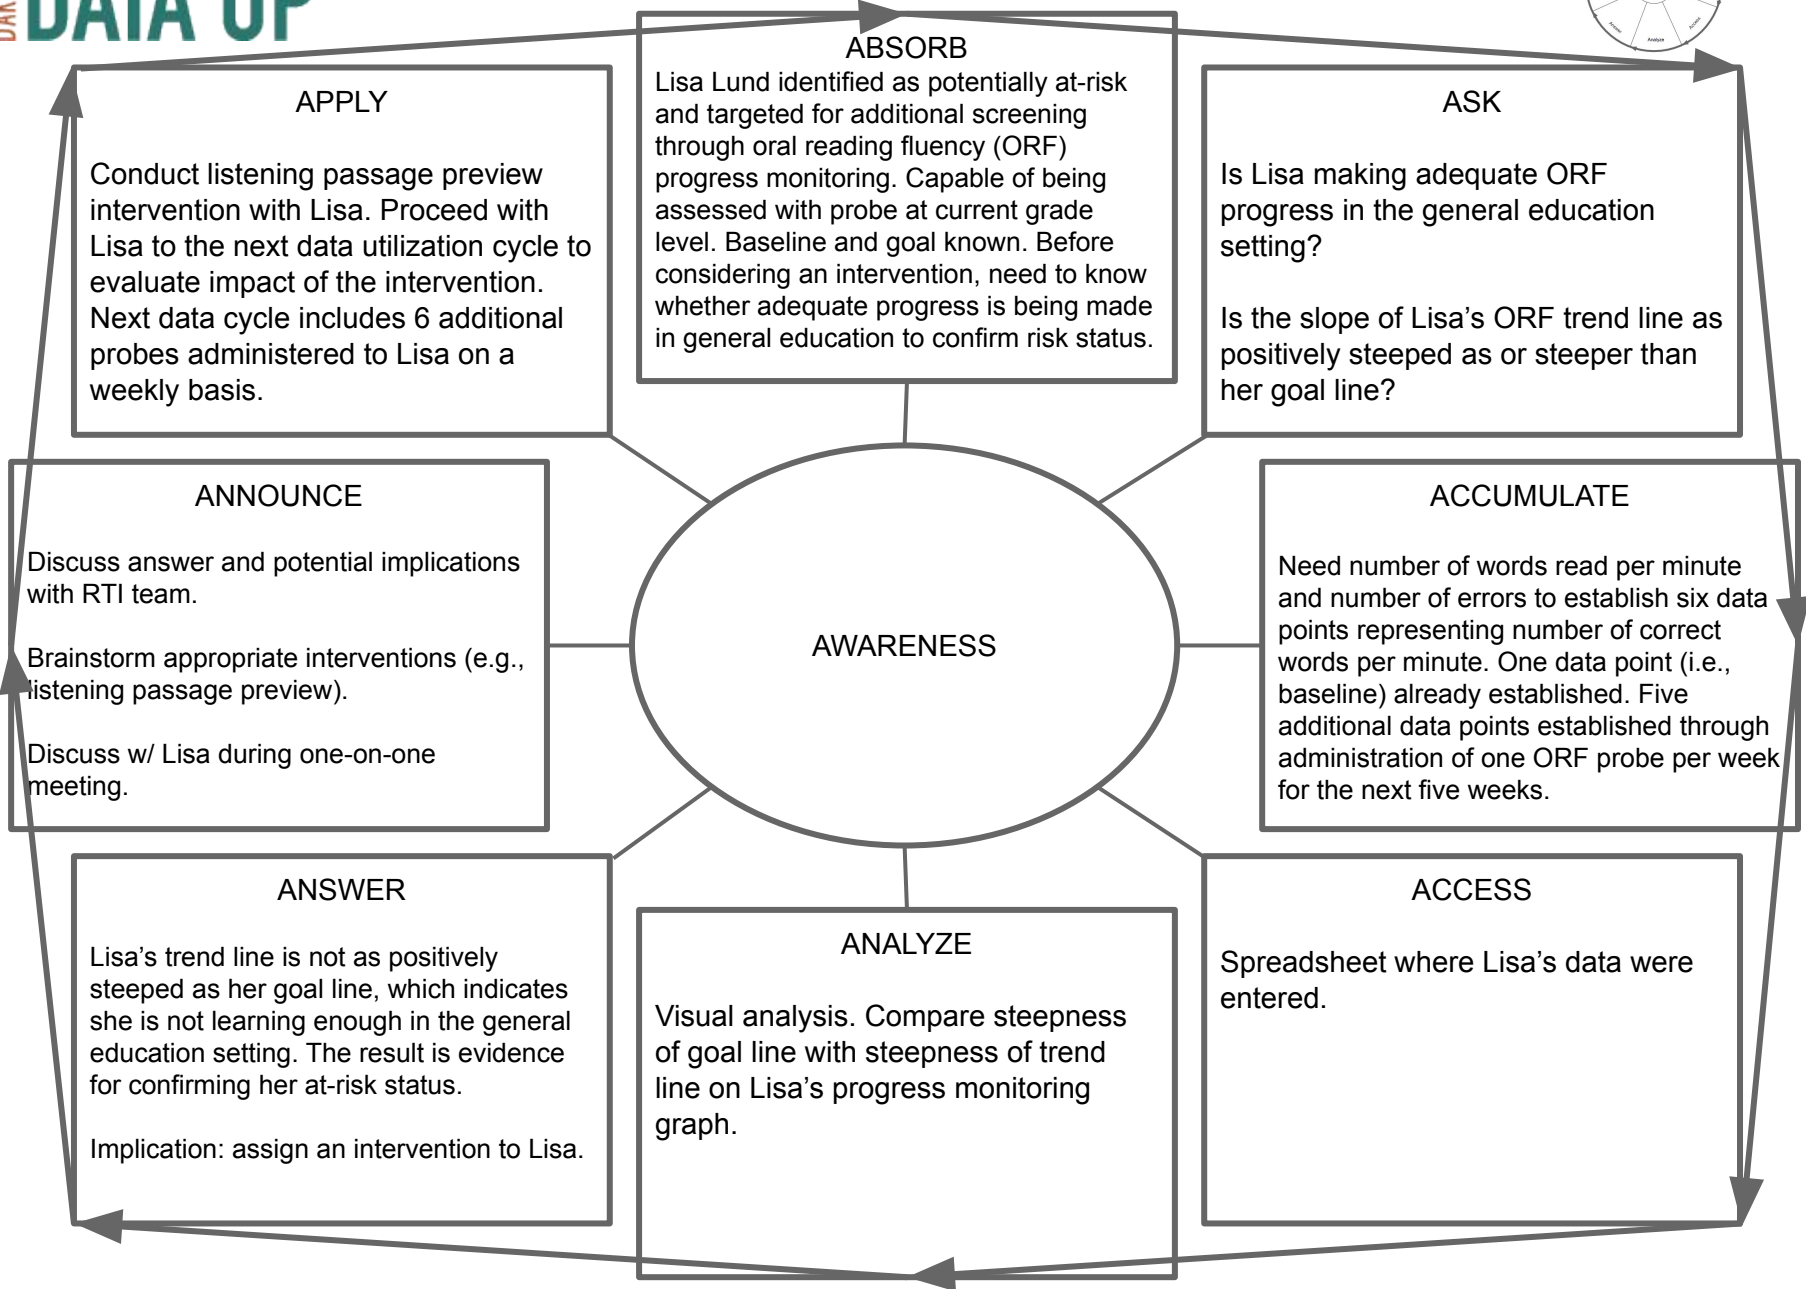 DATA UP
ABSORB
Lisa Lund identified as potentially at-risk
and targeted for additional screening
through oral reading fluency (ORF)
progress monitoring. Capable of being
assessed with probe at current grade
level. Baseline and goal known. Before
considering an intervention, need to know
whether adequate progress is being made
in general education to confirm risk status.
Access
Analyze
Answer
ASK
Is Lisa making adequate ORF
progress in the general education
setting?
Is the slope of Lisa’s ORF trend line as
positively steeped as or steeper than
her goal line?
ACCUMULATE
Need number of words read per minute
and number of errors to establish six data
points representing number of correct
words per minute. One data point (i.e.,
baseline) already established. Five
additional data points established through
administration of one ORF probe per week
for the next five weeks.
ACCESS
Spreadsheet where Lisa’s data were
entered.
ANALYZE
Visual analysis. Compare steepness
of goal line with steepness of trend
line on Lisa’s progress monitoring
graph.
ANSWER
Lisa’s trend line is not as positively
steeped as her goal line, which indicates
she is not learning enough in the general
education setting. The result is evidence
for confirming her at-risk status.
Implication: assign an intervention to Lisa.
ANNOUNCE
Discuss answer and potential implications
with RTI team.
Brainstorm appropriate interventions (e.g.,
listening passage preview).
Discuss w/ Lisa during one-on-one
meeting.
APPLY
Conduct listening passage preview
intervention with Lisa. Proceed with
Lisa to the next data utilization cycle to
evaluate impact of the intervention.
Next data cycle includes 6 additional
probes administered to Lisa on a
weekly basis.
AWARENESS